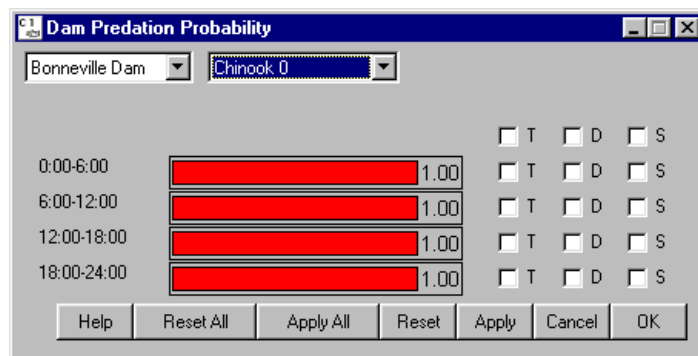 Dam Predation Probability
Bonneville Dam Chinook 0
T D S
0:00-6:00 1.00 T D S
6:00-12:00 1.00 T D S
12:00-18:00 1.00 T D S
18:00-24:00 1.00 T D S
Help Reset All Apply All Reset Apply Cancel OK